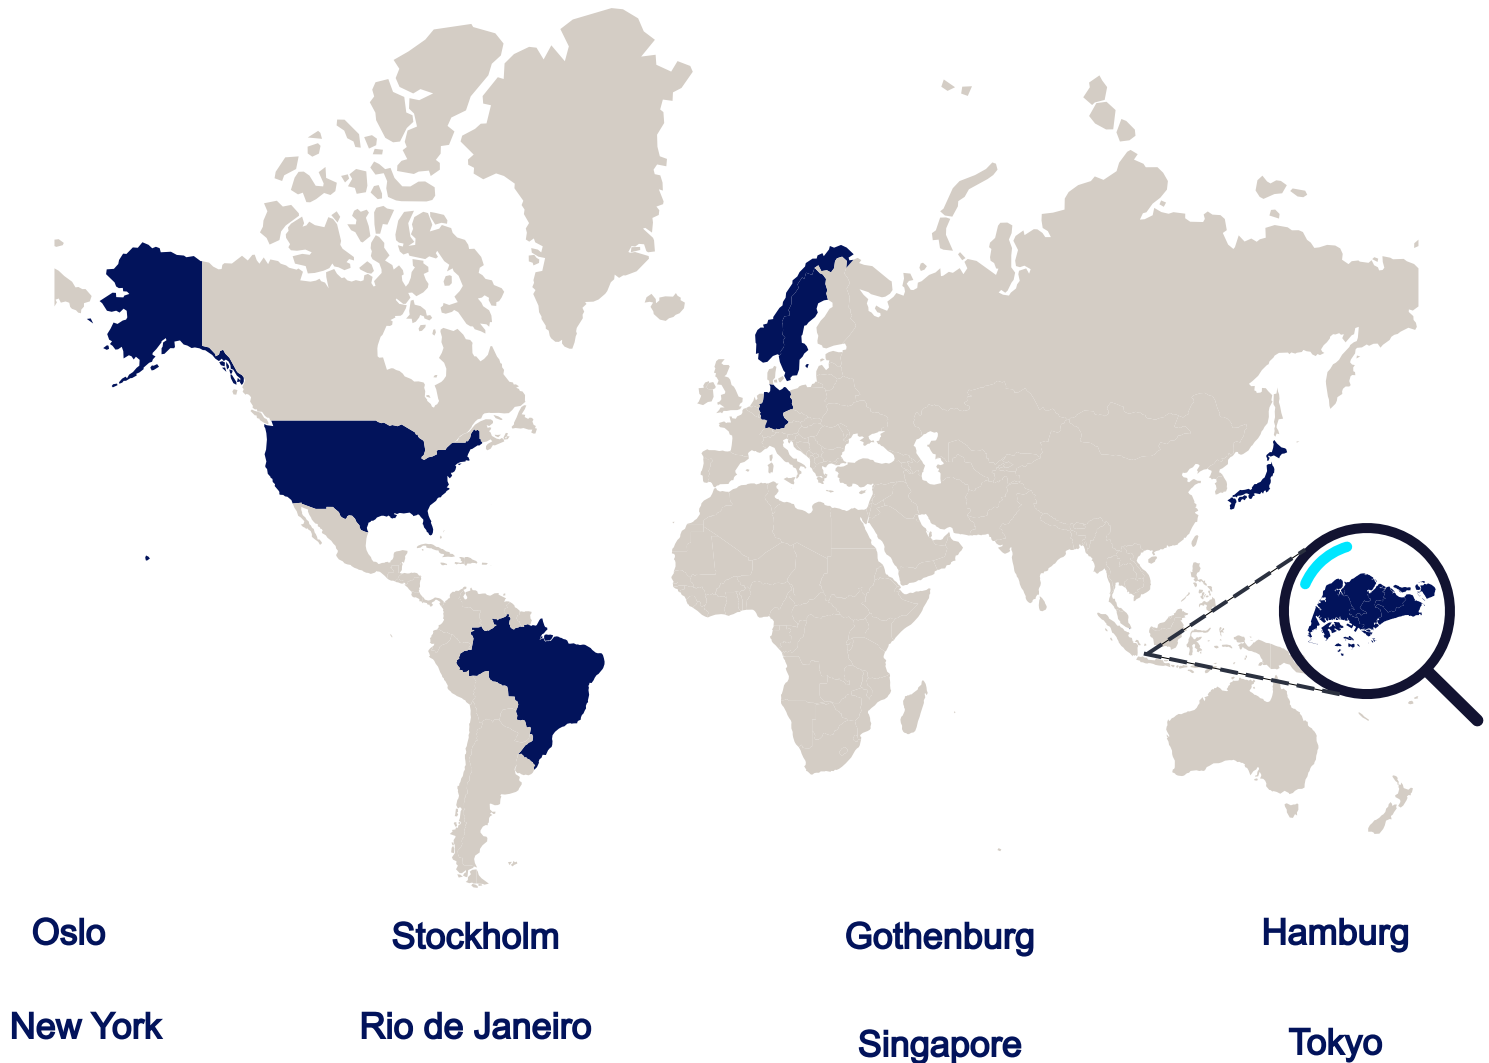 Oslo
Stockholm
Gothenburg
Hamburg
New York
Rio de Janeiro
Singapore
Tokyo